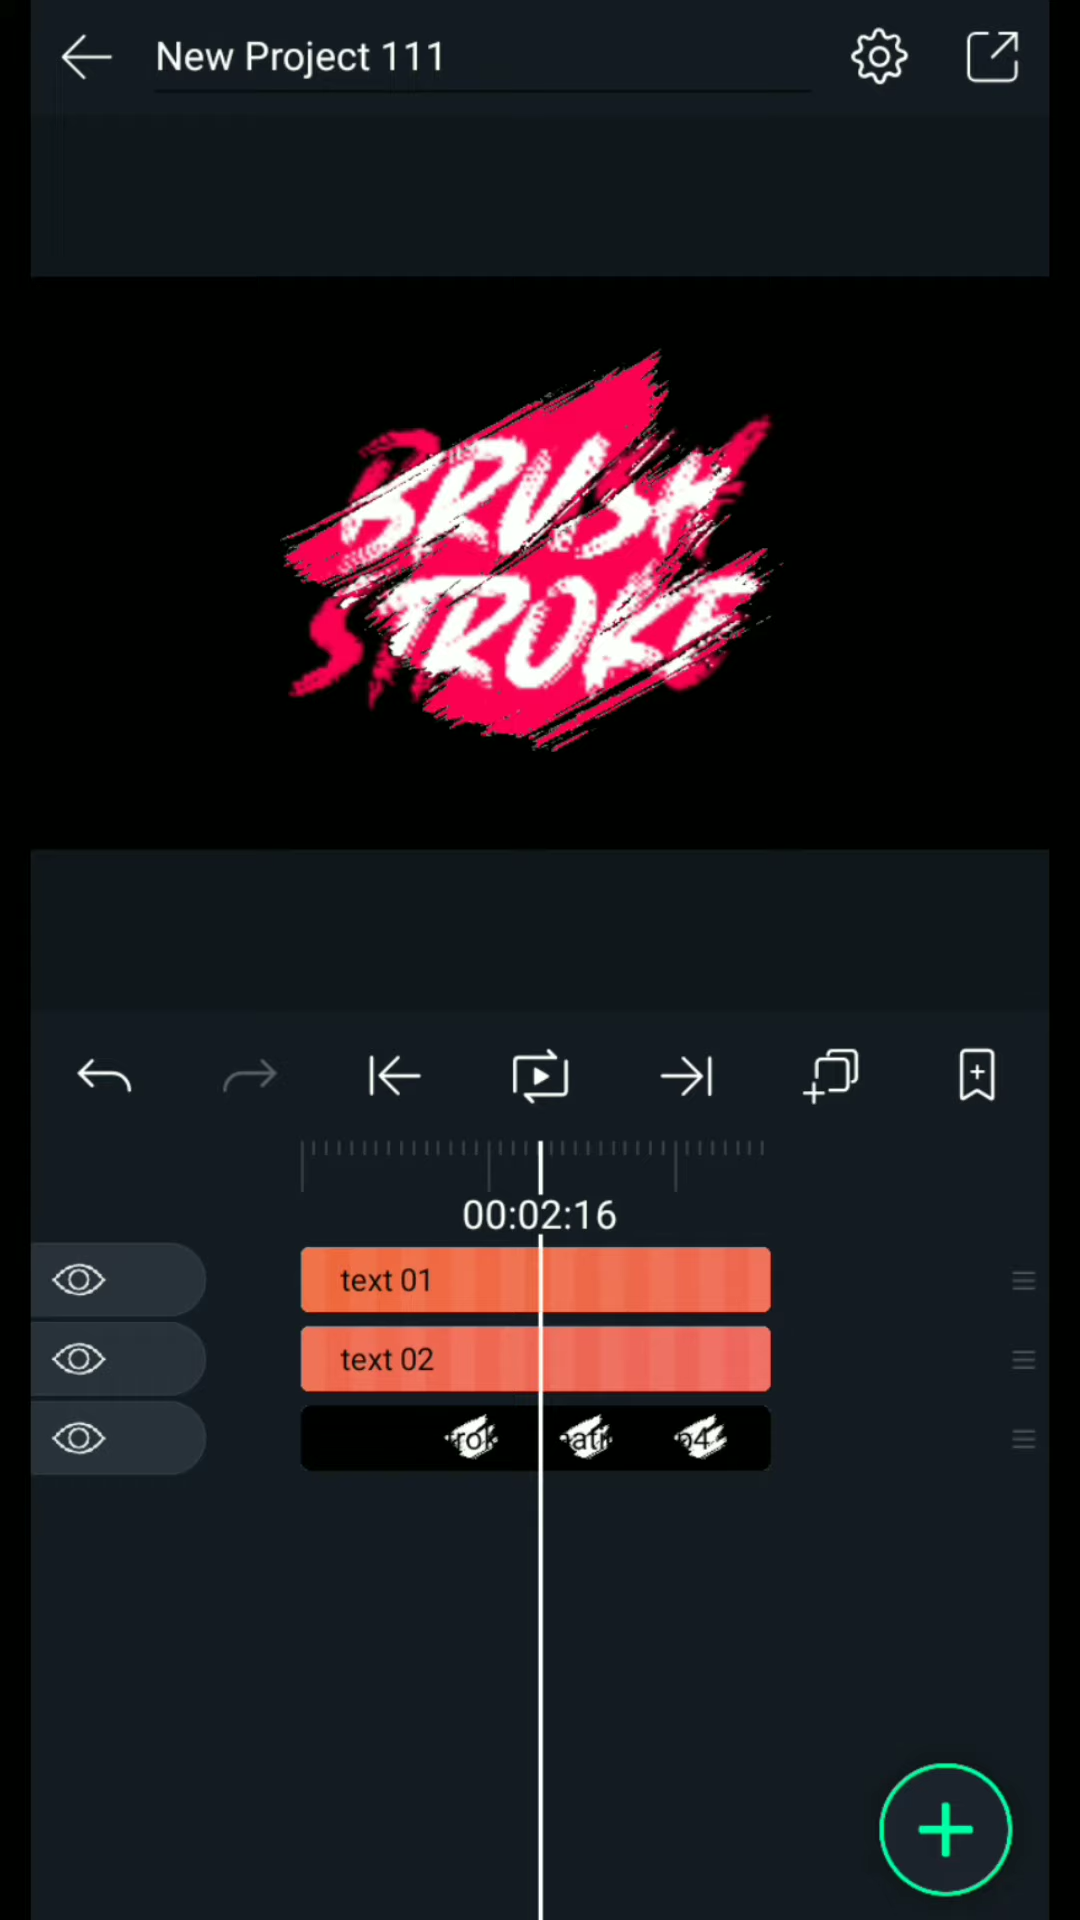 New Project 111
BRUSH
STROKE
00:02:16
text 01
text 02